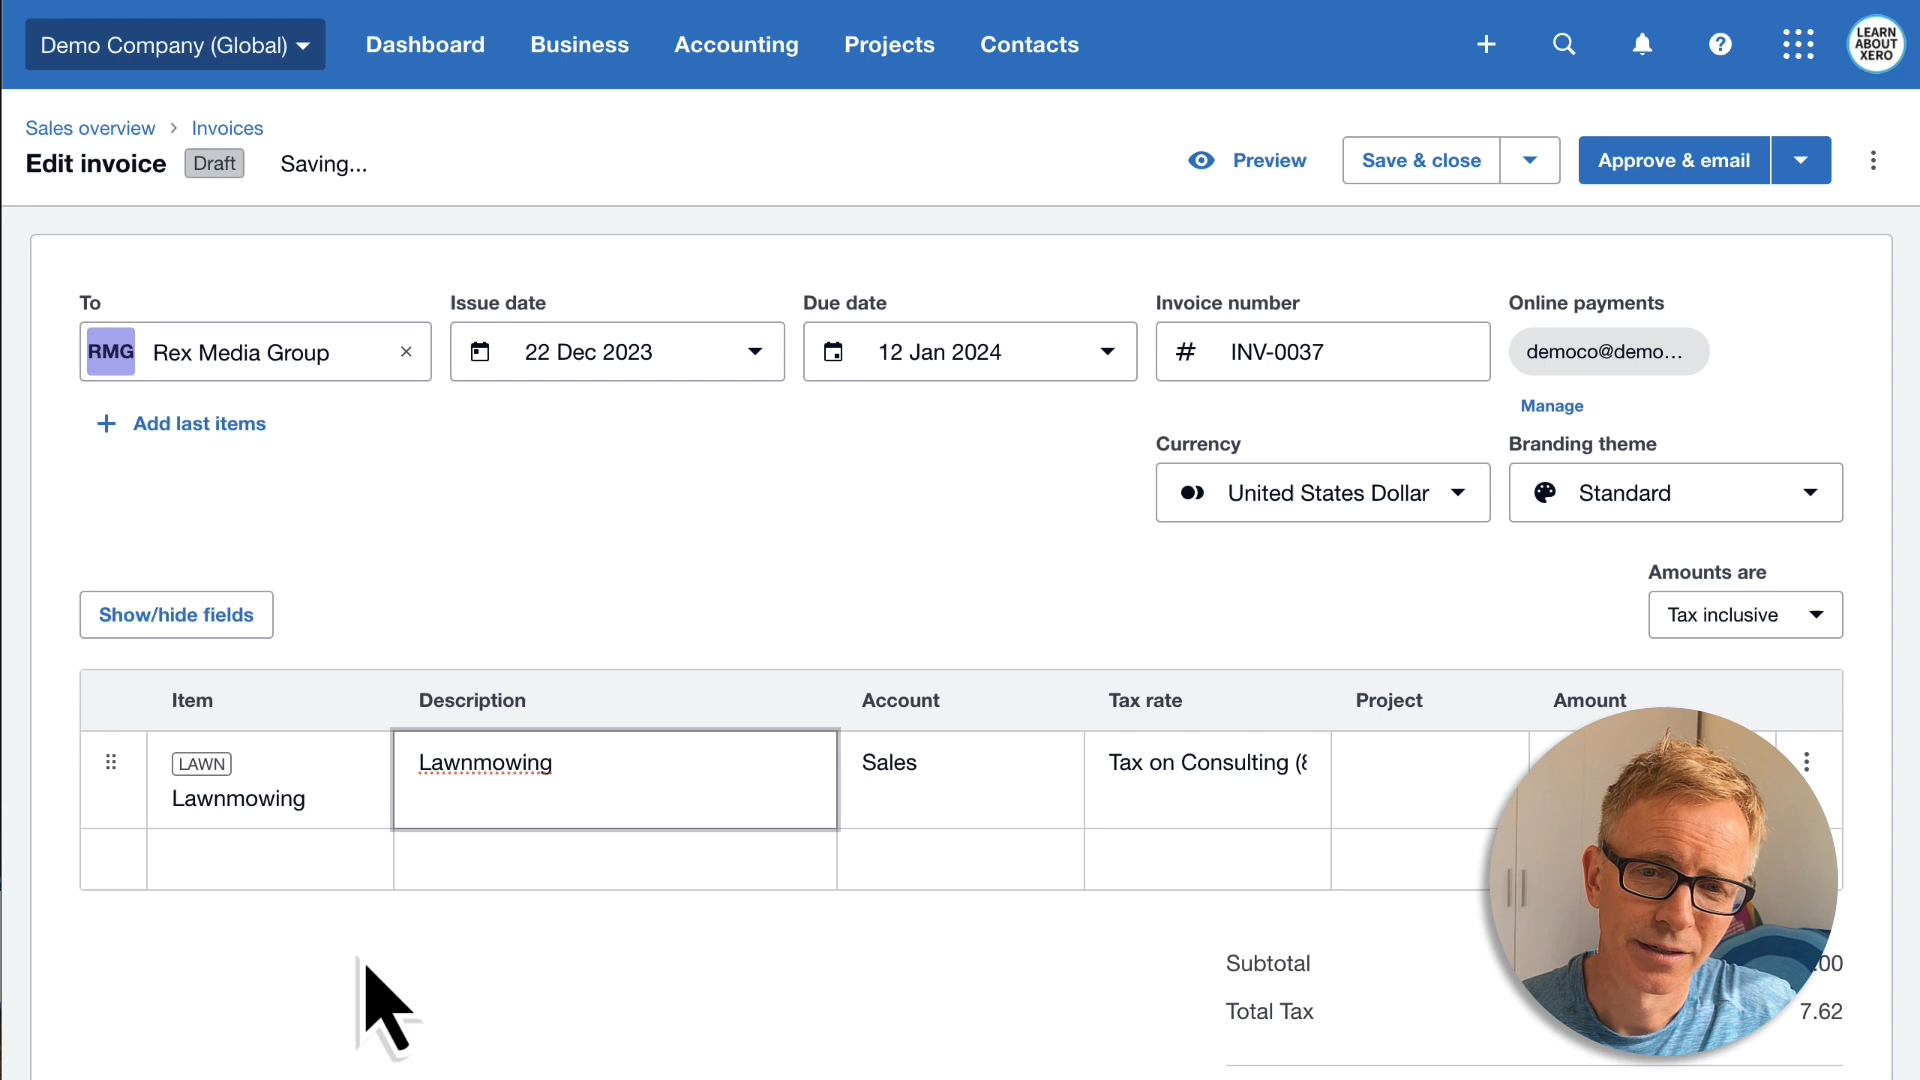 Demo Company (Global)
Dashboard
Business
Accounting
Projects
Contacts
LEARN
ABOUT
XERO
Sales overview > Invoices
Edit invoice
Draft
Saving...
Preview
Save & close
Approve & email
To
Issue date
Due date
Invoice number
Online payments
RMG
Rex Media Group
22 Dec 2023
12 Jan 2024
# INV-0037
democo@demo...
Add last items
Manage
Currency
Branding theme
United States Dollar
Standard
Amounts are
Show/hide fields
Tax inclusive
Item
Description
Account
Tax rate
Project
Amount
LAWN
Lawnmowing
Lawnmowing
Sales
Tax on Consulting (
Subtotal
.00
Total Tax
7.62